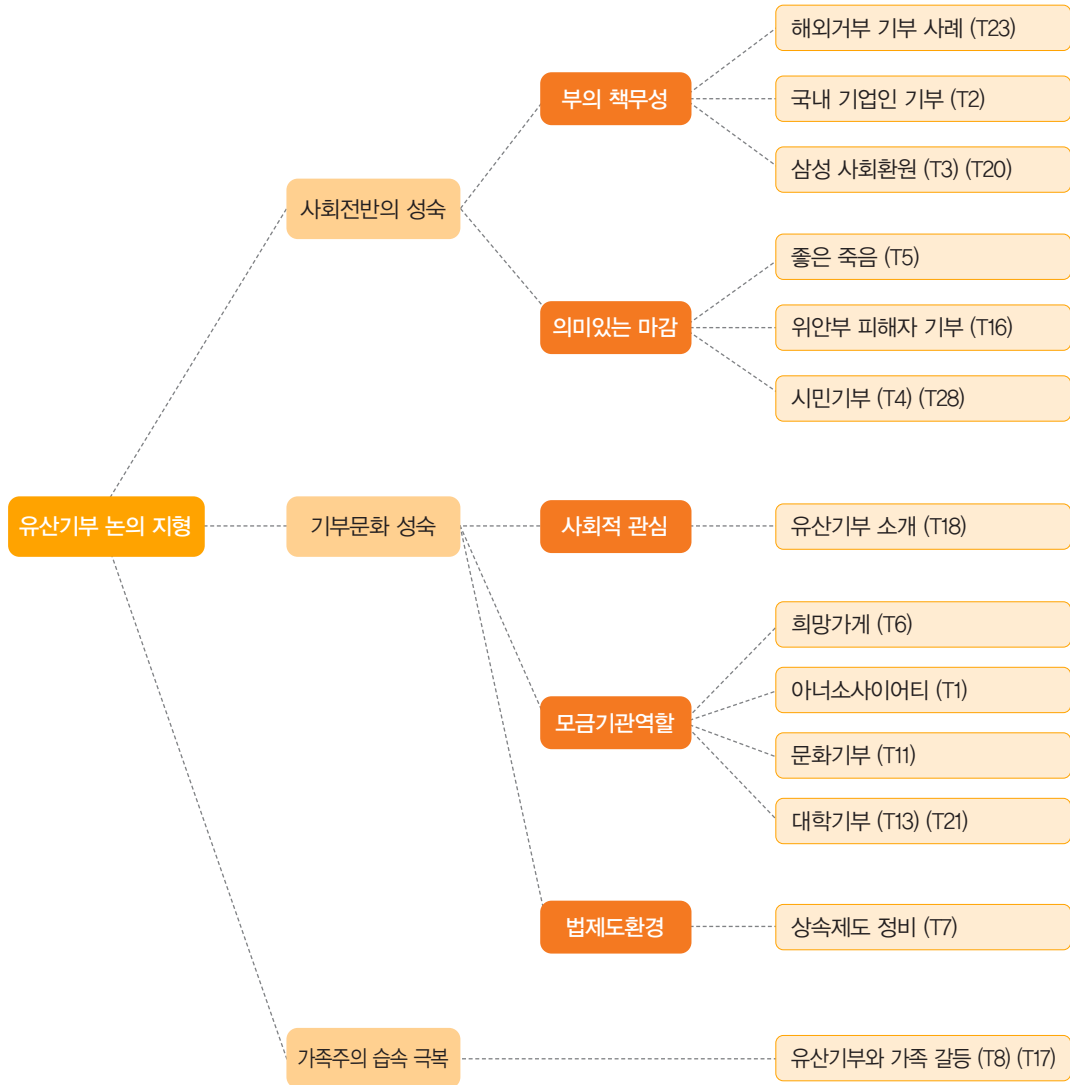 해외거부 기부 사례 (T23)
부의 책무성
국내 기업인 기부 (T2)
삼성 사회환원 (T3) (T20)
사회전반의 성숙
좋은 죽음 (T5)
의미있는 마감
위안부 피해자 기부 (T16)
시민기부 (T4) (T28)
유산기부 논의 지형
기부문화 성숙
사회적 관심
유산기부 소개 (T18)
희망가게 (T6)
아너소사이어티 (T1)
모금기관역할
문화기부 (T11)
대학기부 (T13) (T21)
법제도환경
상속제도 정비 (T7)
가족주의 습속 극복
유산기부와 가족 갈등 (T8) (T17)